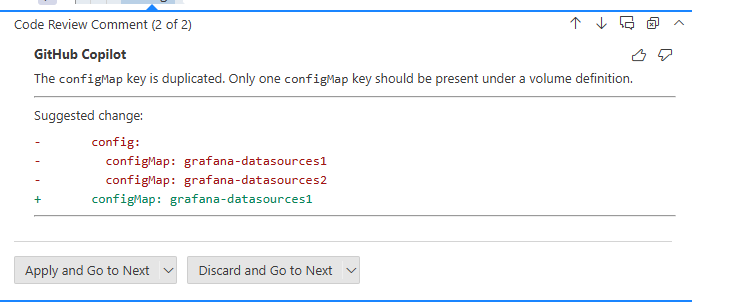 Code Review Comment (2 of 2)
GitHub Copilot
The configMap key is duplicated. Only one configMap key should be present under a volume definition.
Suggested change:
- config:
- configMap: grafana-datasources1
- configMap: grafana-datasources2
+ configMap: grafana-datasources1
Apply and Go to Next
Discard and Go to Next